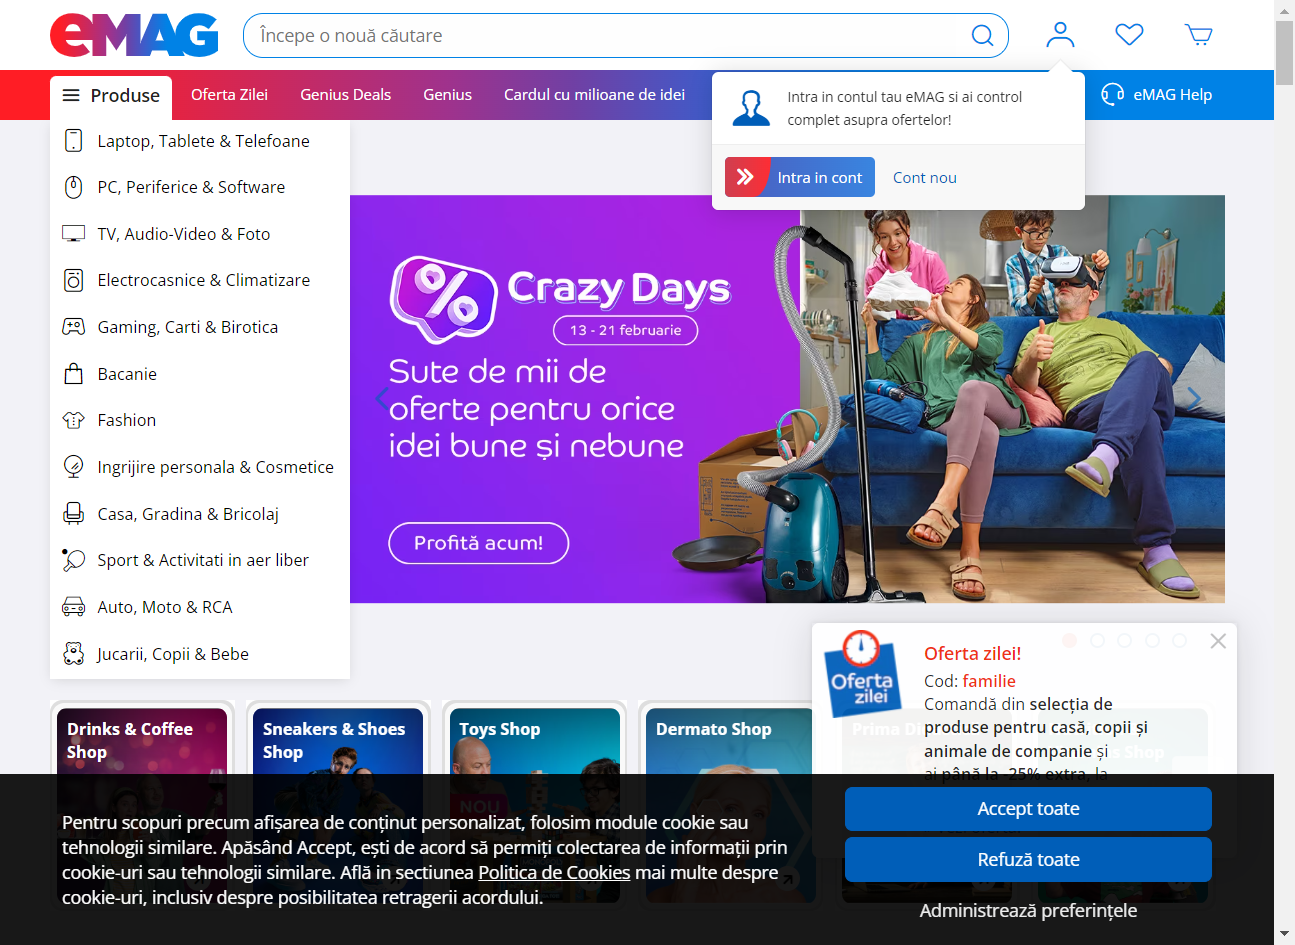 eMAG
Începe o nouă căutare
Produse
Oferta Zilei
Genius Deals
Genius
Cardul cu milioane de idei
eMAG Help
Intra in contul tau eMAG si ai control
complet asupra ofertelor!
Intra in cont
Cont nou
Laptop, Tablete & Telefoane
PC, Periferice & Software
TV, Audio-Video & Foto
Electrocasnice & Climatizare
Gaming, Carti & Birotica
Bacanie
Fashion
Ingrijire personala & Cosmetice
Casa, Gradina & Bricolaj
Sport & Activitati in aer liber
Auto, Moto & RCA
Jucarii, Copii & Bebe
% Crazy Days
13 - 21 februarie
Sute de mii de
oferte pentru orice
idei bune și nebune
Profită acum!
Oferta
zilei
Oferta zilei!
Cod: familie
Comandă din selecția de
produse pentru casă, copii și
animale de companie și
ai până la -25% extra, la
Drinks & Coffee
Shop
Sneakers & Shoes
Shop
Toys Shop
NOU
Dermato Shop
Shop
Pentru scopuri precum afișarea de conținut personalizat, folosim module cookie sau
tehnologii similare. Apăsând Accept, ești de acord să permiți colectarea de informații prin
cookie-uri sau tehnologii similare. Află in sectiunea Politica de Cookies mai multe despre
cookie-uri, inclusiv despre posibilitatea retragerii acordului.
Accept toate
Refuză toate
Administrează preferințele